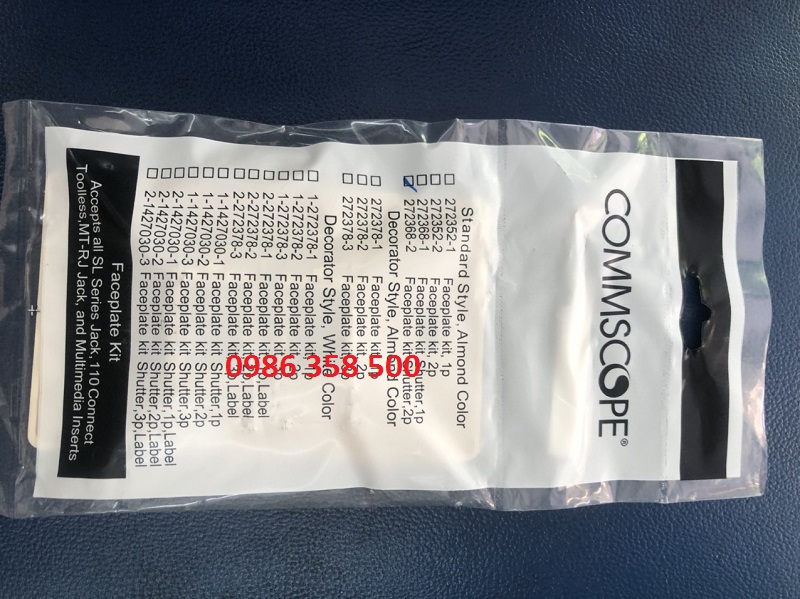 COMMSCOPE®
Standard Style, Almond Color
☐ 272352-1 Faceplate kit, 1p
☐ 272352-2 Faceplate kit, 2p
☐ 272368-1 Faceplate kit Shutter,1p
☑ 272368-2 Faceplate kit Shutter,2p
Decorator Style, Almond Color
☐ 272378-1 Faceplate kit
☐ 272378-2 Faceplate kit
☐ 272378-3 Faceplate kit
Decorator Style, White Color
☐ 1-272378-1 Faceplate kit, 1p
☐ 1-272378-2 Faceplate kit, 2p
☐ 1-272378-3 Faceplate kit
☐ 2-272378-1 Faceplate kit Label
☐ 2-272378-2 Faceplate kit Label
☐ 2-272378-3 Faceplate kit Label
☐ 1-1427030-1 Faceplate kit Shutter,1p
☐ 1-1427030-2 Faceplate kit Shutter,2p
☐ 1-1427030-3 Faceplate kit Shutter,3p
☐ 2-1427030-1 Faceplate kit Shutter,1p,Label
☐ 2-1427030-2 Faceplate kit Shutter,2p,Label
☐ 2-1427030-3 Faceplate kit Shutter,3p,Label
Faceplate Kit
Accepts all SL Series Jack,110 Connect
Toolless,MT-RJ Jack, and Multimedia Inserts
0986 358 500